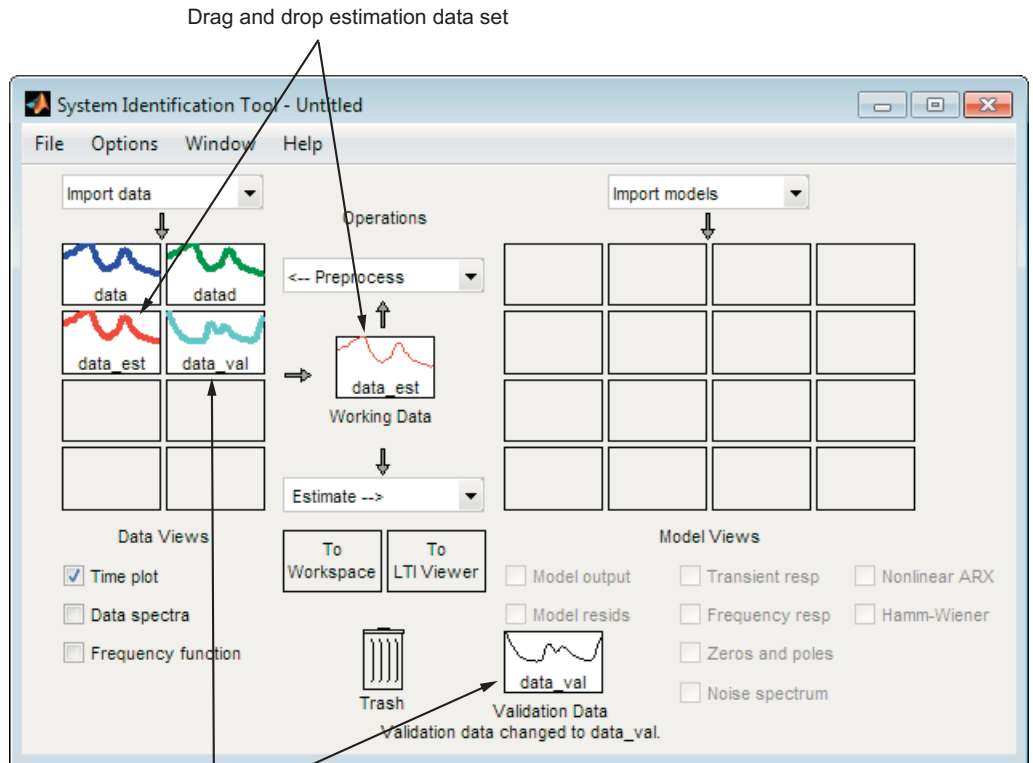 Drag and drop estimation data set
System Identification Tool - Untitled
File Options Window Help
Import data
Import models
Operations
data datad
<-- Preprocess
data_est data_val
data_est
Working Data
Estimate -->
Data Views
Model Views
To Workspace
To LTI Viewer
Time plot
Data spectra
Frequency function
Model output Transient resp Nonlinear ARX
Model resids Frequency resp Hamm-Wiener
Zeros and poles
Noise spectrum
Trash
data_val
Validation Data
Validation data changed to data_val.